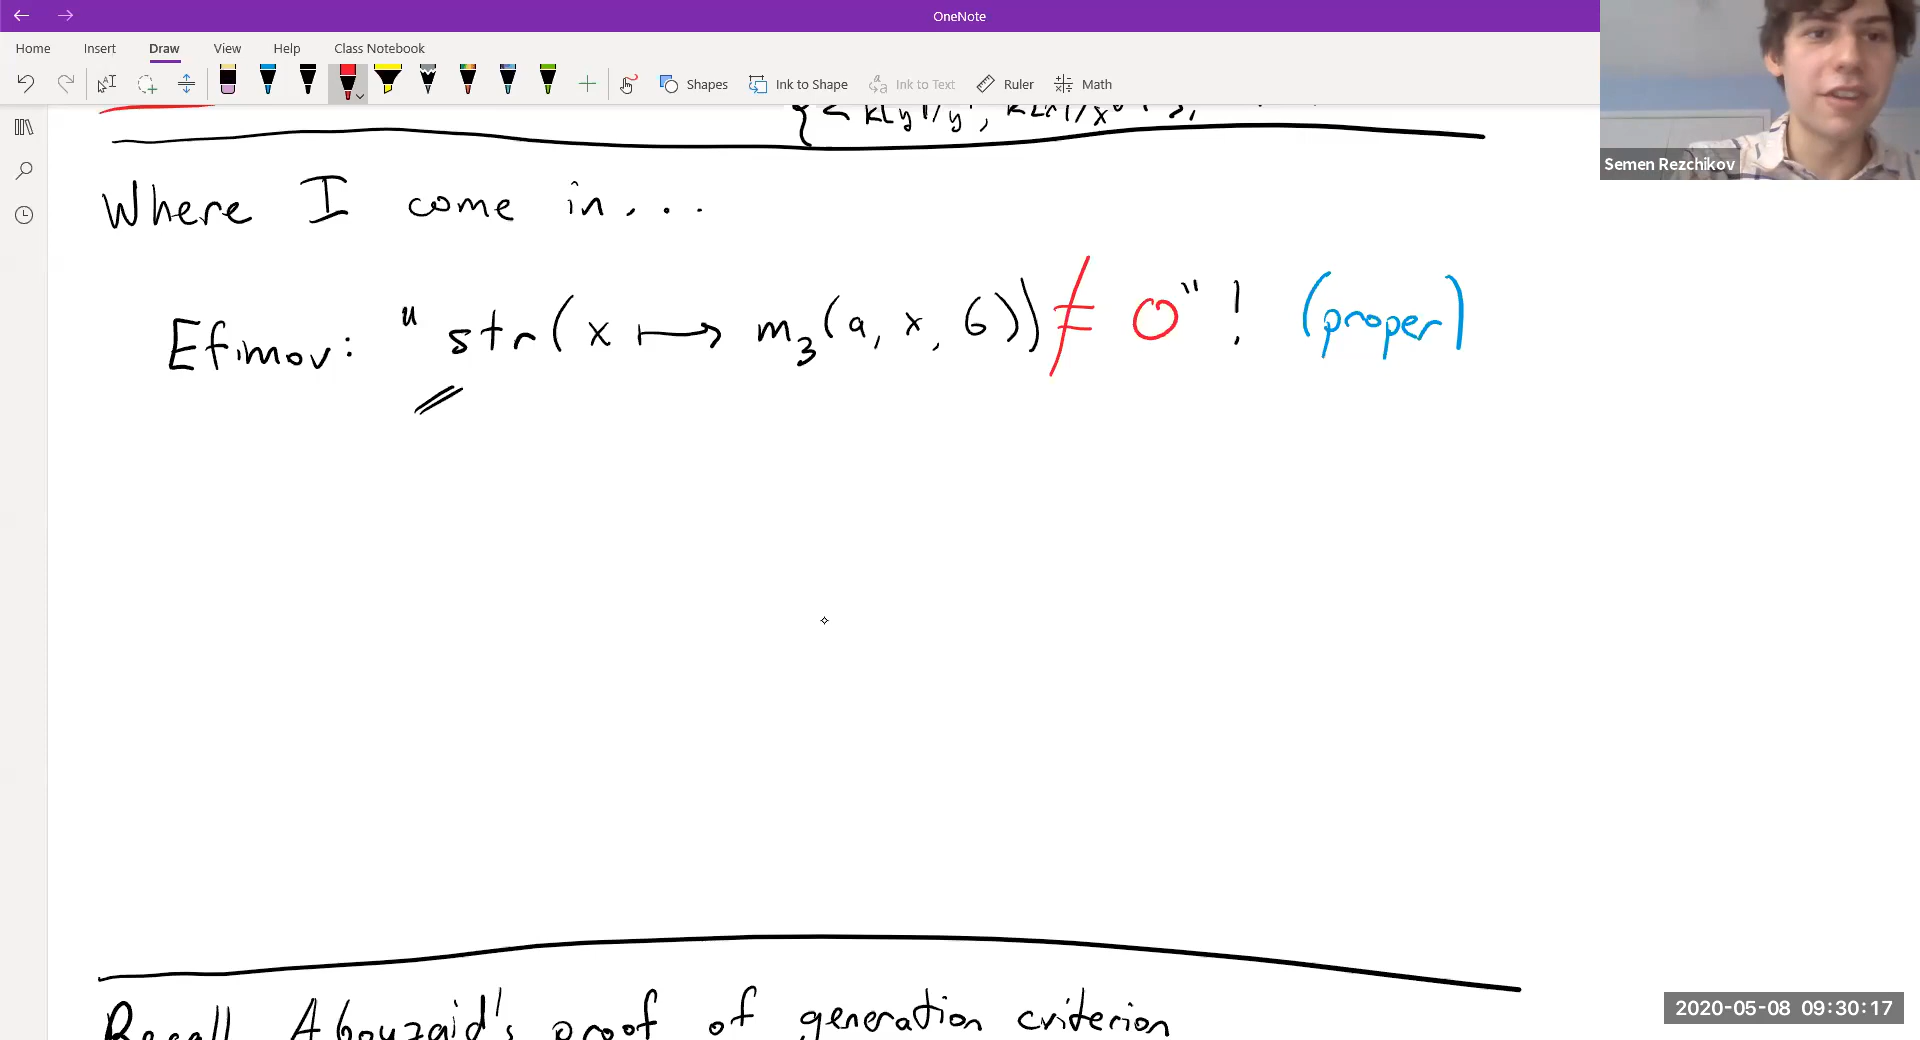 OneNote
Home Insert Draw View Help Class Notebook
Shapes Ink to Shape Ink to Text Ruler Math
Semen Rezchikov
Where I come in...
Efimov: "str(x ↦ m₃(a, x, b)) ≠ 0"! (proper)
Recall Abouzaid's proof of generation criterion
2020-05-08 09:30:17